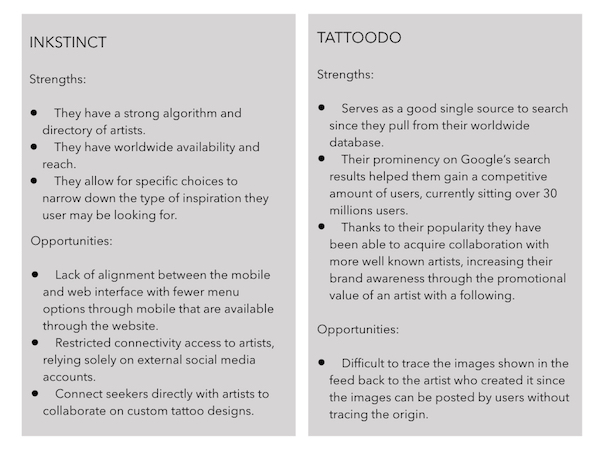 INKSTINCT
Strengths:
● They have a strong algorithm and
directory of artists.
● They have worldwide availability and
reach.
● They allow for specific choices to
narrow down the type of inspiration they
user may be looking for.
Opportunities:
● Lack of alignment between the mobile
and web interface with fewer menu
options through mobile that are available
through the website.
● Restricted connectivity access to artists,
relying solely on external social media
accounts.
● Connect seekers directly with artists to
collaborate on custom tattoo designs.
TATTOODO
Strengths:
● Serves as a good single source to search
since they pull from their worldwide
database.
● Their prominency on Google’s search
results helped them gain a competitive
amount of users, currently sitting over 30
millions users.
● Thanks to their popularity they have
been able to acquire collaboration with
more well known artists, increasing their
brand awareness through the promotional
value of an artist with a following.
Opportunities:
● Difficult to trace the images shown in the
feed back to the artist who created it since
the images can be posted by users without
tracing the origin.